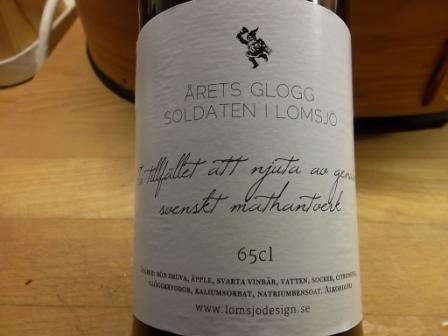 ÅRETS GLOGG
SOLDATEN I LOMSJÖ
tillfället att njuta av
svenskt mathantverk
65cl
RÖD DRUVA, ÄPPLE, SVARTA VINBÄR, VATTEN, SOCKER,
GLÖGGKRYDDOR, KALIUMSORBAT, NATRIUMBENSOAT.
www.lomsjodesign.se